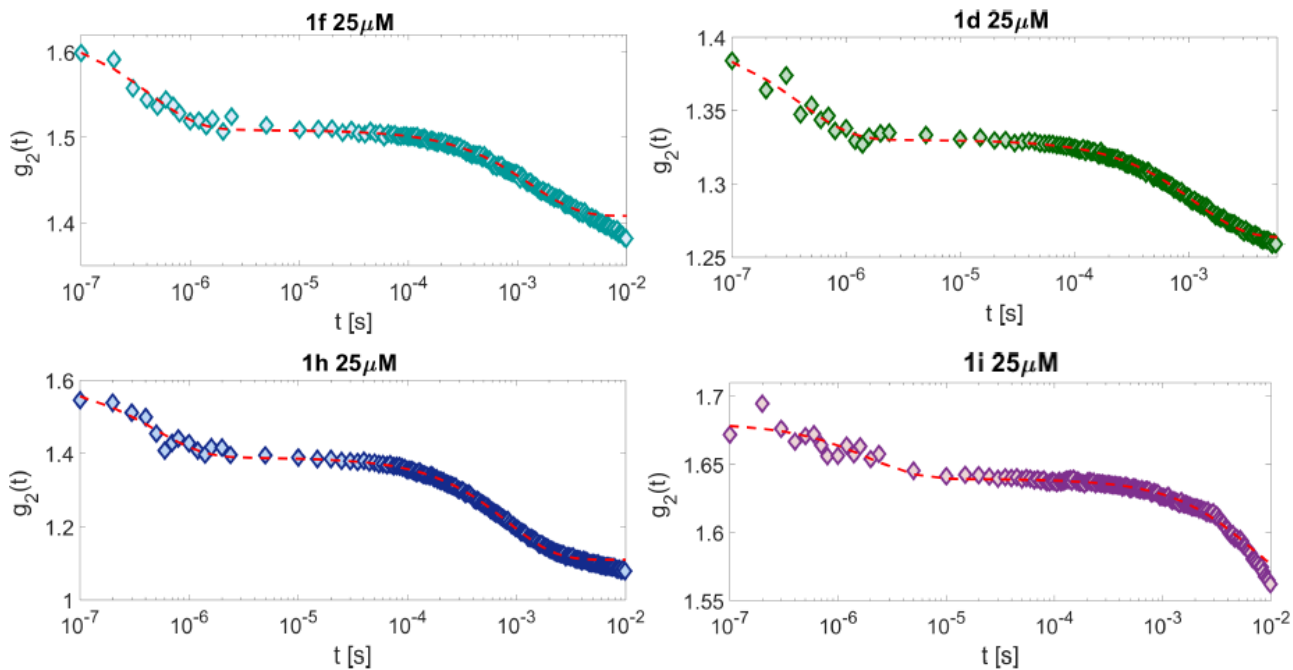 1f 25μM
1.6
1.5
1.4
g₂(t)
10⁻⁷ 10⁻⁶ 10⁻⁵ 10⁻⁴ 10⁻³ 10⁻²
t [s]
1d 25μM
1.4
1.35
1.3
1.25
g₂(t)
10⁻⁷ 10⁻⁶ 10⁻⁵ 10⁻⁴ 10⁻³
t [s]
1h 25μM
1.6
1.4
1.2
1
g₂(t)
10⁻⁷ 10⁻⁶ 10⁻⁵ 10⁻⁴ 10⁻³ 10⁻²
t [s]
1i 25μM
1.7
1.65
1.6
1.55
g₂(t)
10⁻⁷ 10⁻⁶ 10⁻⁵ 10⁻⁴ 10⁻³ 10⁻²
t [s]